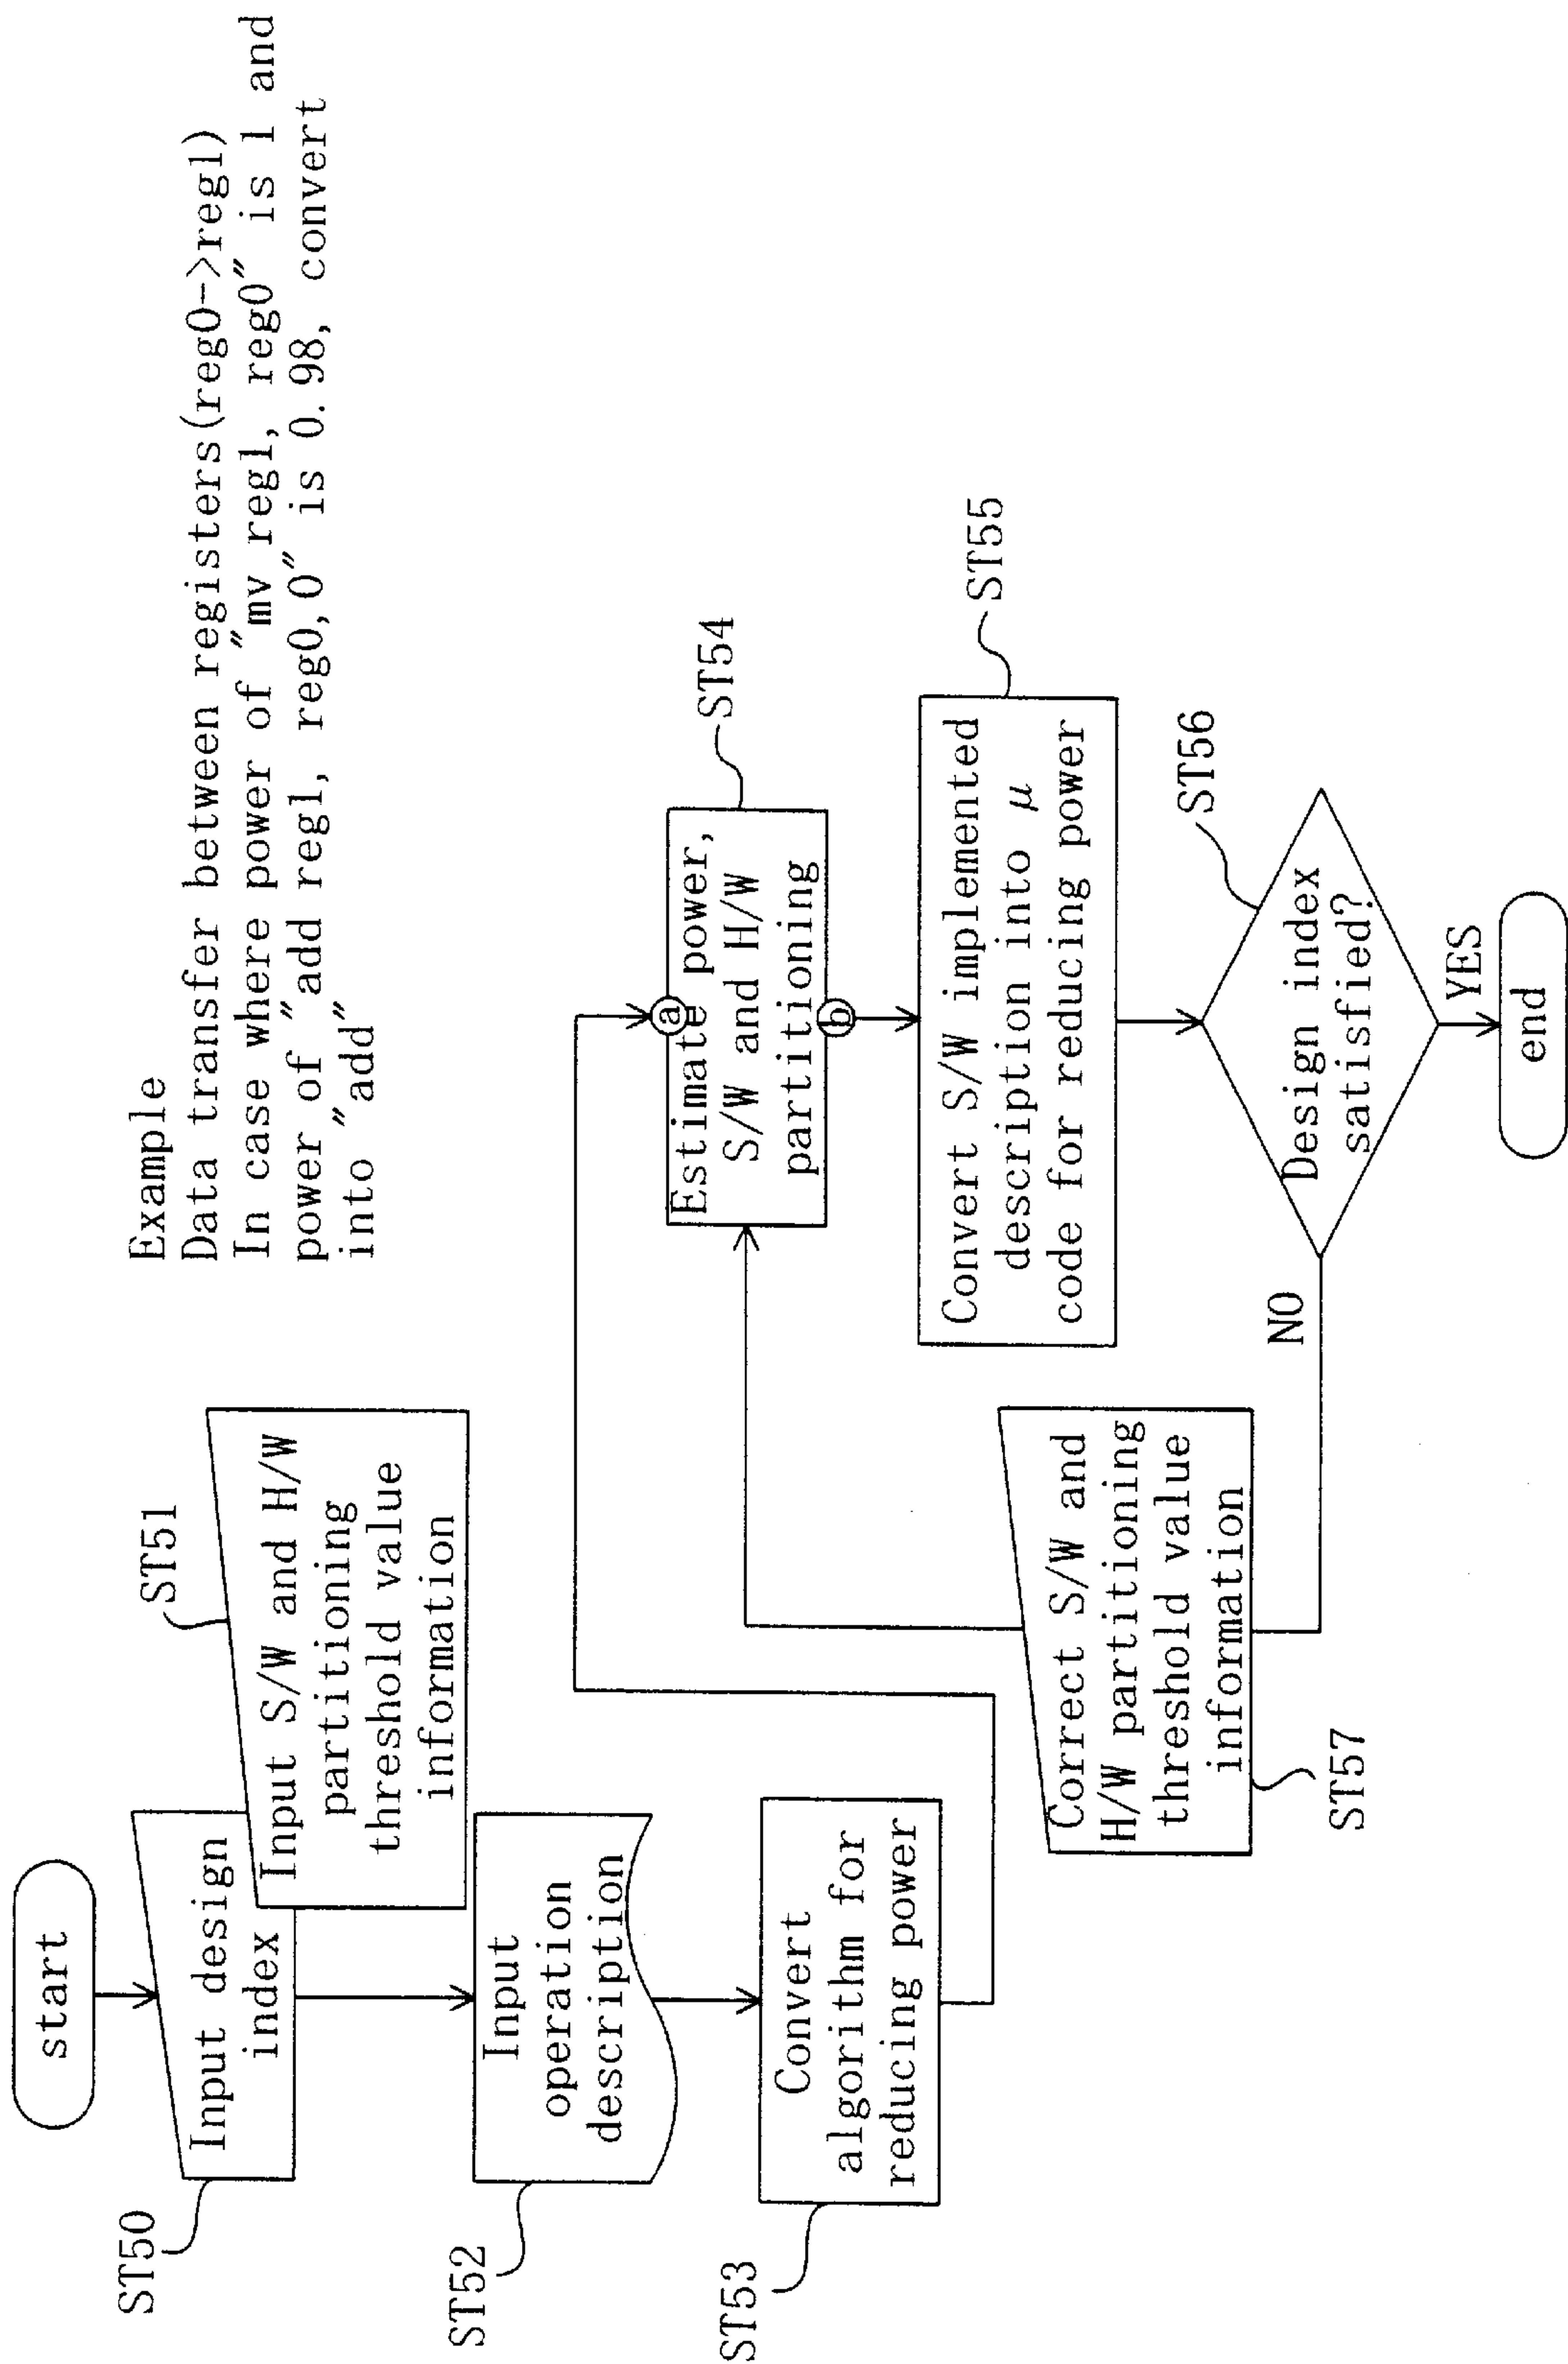 Example
Data transfer between registers(reg0->reg1)
In case where power of "mv reg1, reg0" is 1 and
power of "add reg1, reg0,0" is 0.98, convert
into "add"
start
ST50
Input design
index
ST51
Input S/W and H/W
partitioning
threshold value
information
ST52
Input
operation
description
ST53
Convert
algorithm for
reducing power
a
Estimate power,
S/W and H/W
partitioning
b
ST54
Convert S/W implemented
description into μ
code for reducing power
ST55
Design index
satisfied?
ST56
NO
YES
Correct S/W and
H/W partitioning
threshold value
information
ST57
end